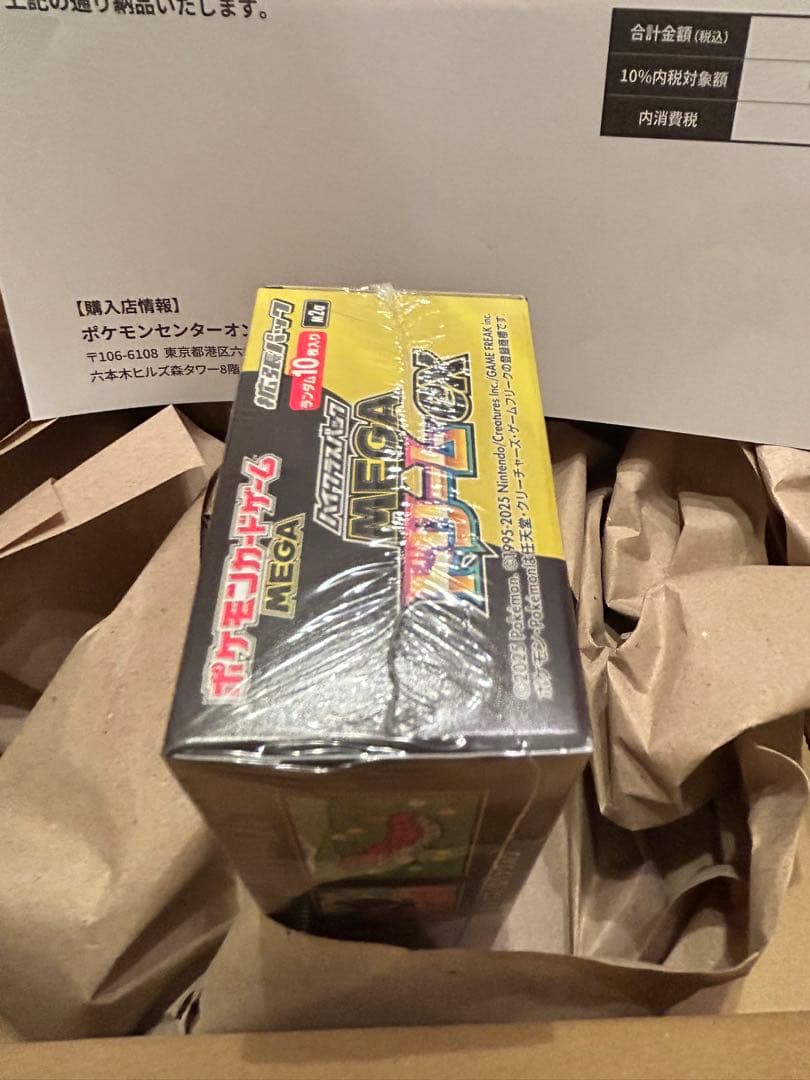 上記の通り納品いたします。
合計金額(税込)
10%内税対象額
内消費税
【購入店情報】
ポケモンセンターオン
〒106-6108 東京都港区六
六本木ヒルズ森タワー8階
拡張パック
M2a
ランダム10枚入り
ポケモンカードゲーム
MEGA
ハイクラスパック
MEGA
ドリームex
©2025 Pokémon. ©1995-2025 Nintendo/Creatures Inc./GAME FREAK inc.
ポケモン・Pokémonは任天堂・クリーチャーズ・ゲームフリークの登録商標です。